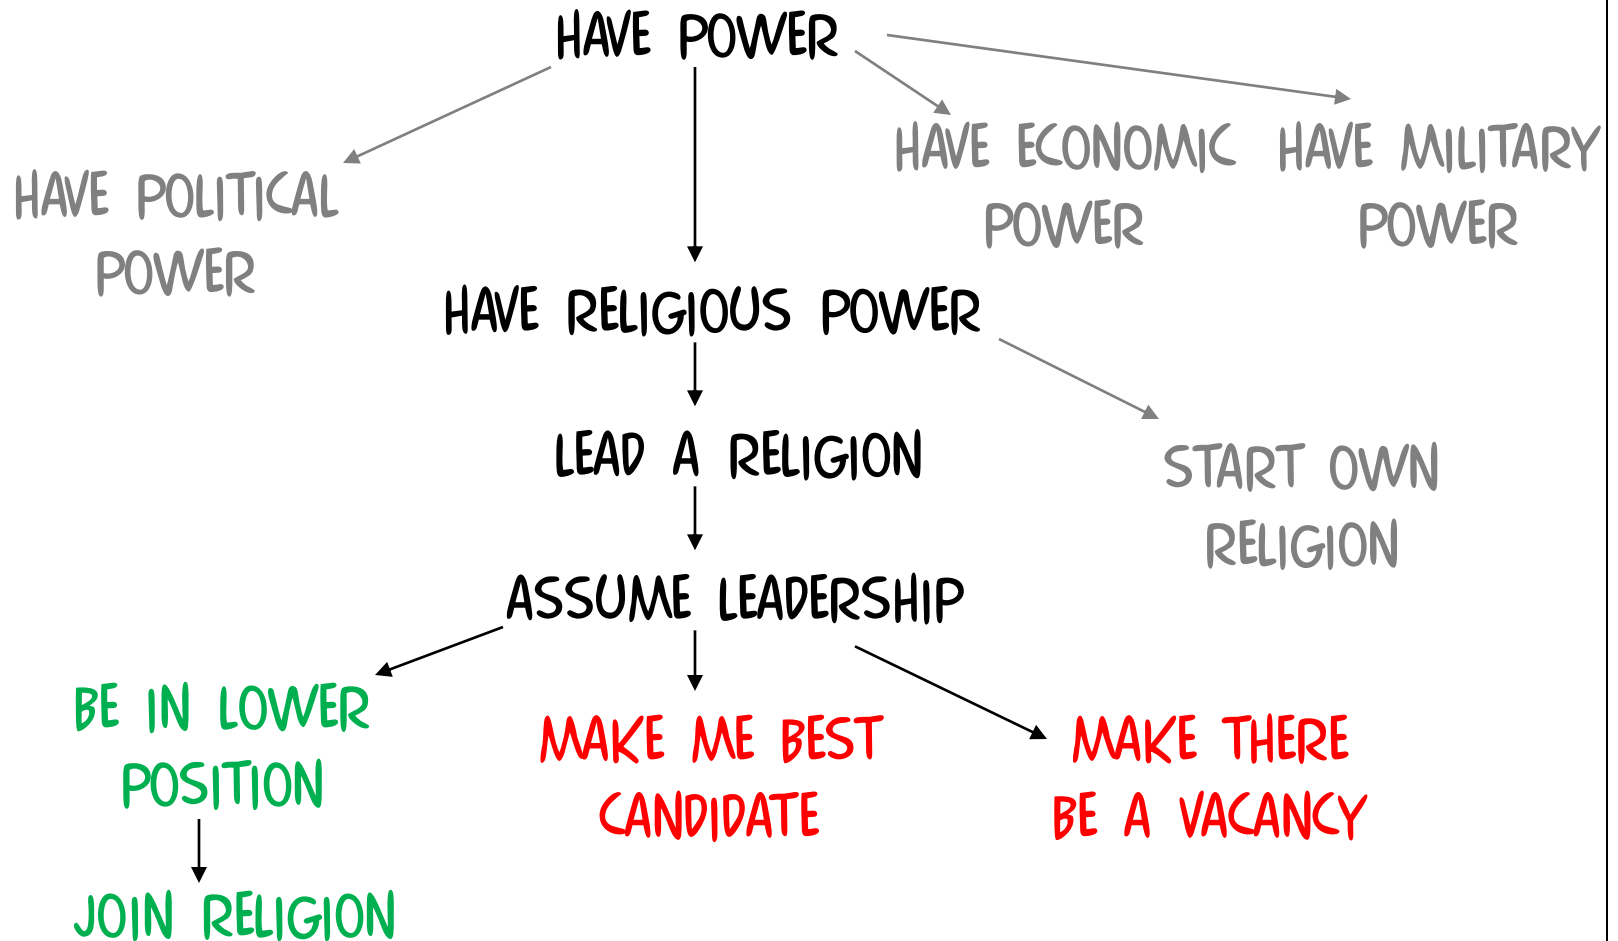 HAVE POWER
HAVE POLITICAL
POWER
HAVE ECONOMIC
POWER
HAVE MILITARY
POWER
HAVE RELIGIOUS POWER
LEAD A RELIGION
START OWN
RELIGION
ASSUME LEADERSHIP
BE IN LOWER
POSITION
MAKE ME BEST
CANDIDATE
MAKE THERE
BE A VACANCY
JOIN RELIGION